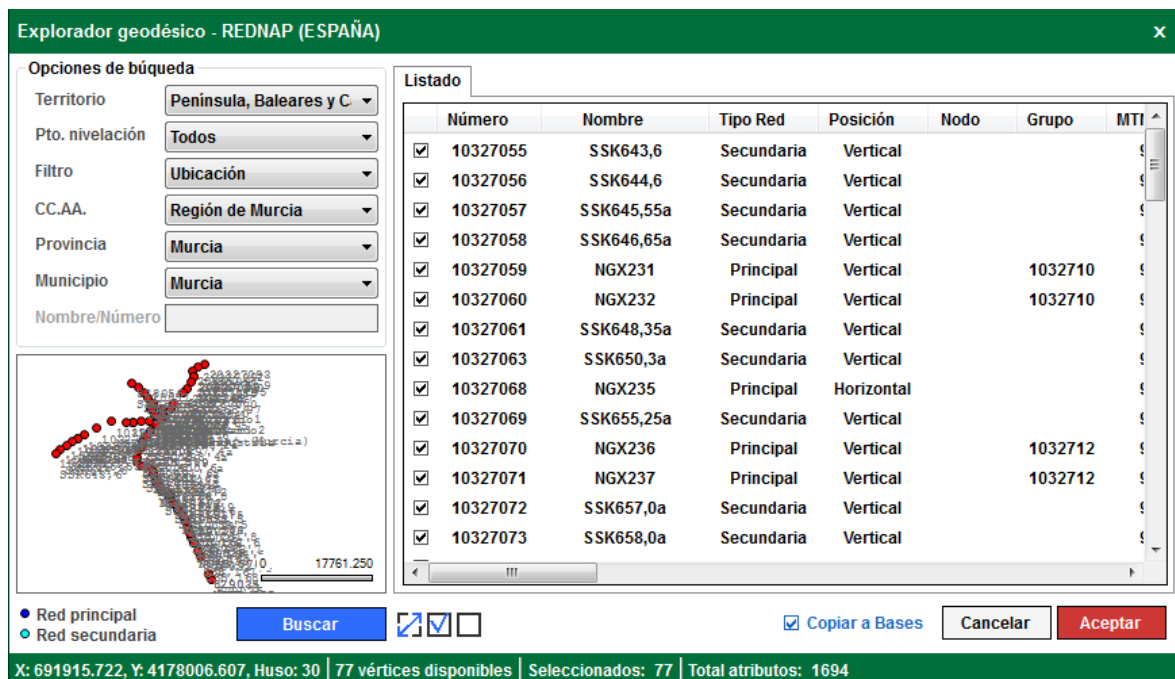 Explorador geodésico - REDNAP (ESPAÑA) x
Opciones de búqueda
Territorio Península, Baleares y C
Pto. nivelación Todos
Filtro Ubicación
CC.AA. Región de Murcia
Provincia Murcia
Municipio Murcia
Nombre/Número
17761.250
Red principal
Red secundaria
Buscar
Listado
Número Nombre Tipo Red Posición Nodo Grupo
10327055 SSK643,6 Secundaria Vertical
10327056 SSK644,6 Secundaria Vertical
10327057 SSK645,55a Secundaria Vertical
10327058 SSK646,65a Secundaria Vertical
10327059 NGX231 Principal Vertical 1032710
10327060 NGX232 Principal Vertical 1032710
10327061 SSK648,35a Secundaria Vertical
10327063 SSK650,3a Secundaria Vertical
10327068 NGX235 Principal Horizontal
10327069 SSK655,25a Secundaria Vertical
10327070 NGX236 Principal Vertical 1032712
10327071 NGX237 Principal Vertical 1032712
10327072 SSK657,0a Secundaria Vertical
10327073 SSK658,0a Secundaria Vertical
Copiar a Bases Cancelar Aceptar
X: 691915.722, Y: 4178006.607, Huso: 30 77 vértices disponibles Seleccionados: 77 Total atributos: 1694